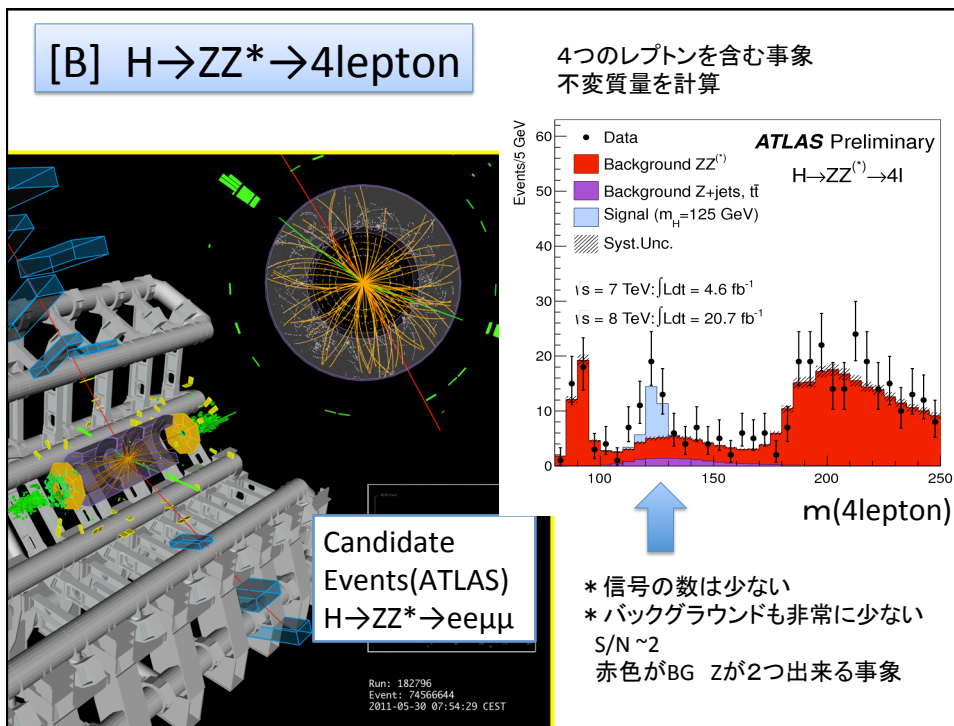 [B] H→ZZ*→4lepton
４つのレプトンを含む事象
不変質量を計算
Events/5 GeV
60
50
40
30
20
10
0
Data
Background ZZ(*)
Background Z+jets, tt̄
Signal (mH=125 GeV)
Syst.Unc.
√s = 7 TeV:∫Ldt = 4.6 fb-1
√s = 8 TeV:∫Ldt = 20.7 fb-1
ATLAS Preliminary
H→ZZ(*)→4l
100 150 200 250
m(4lepton)
Candidate
Events(ATLAS)
H→ZZ*→eeμμ
Run: 182796
Event: 74566644
2011-05-30 07:54:29 CEST
＊信号の数は少ない
＊バックグラウンドも非常に少ない
S/N ~2
赤色がBG Zが２つ出来る事象